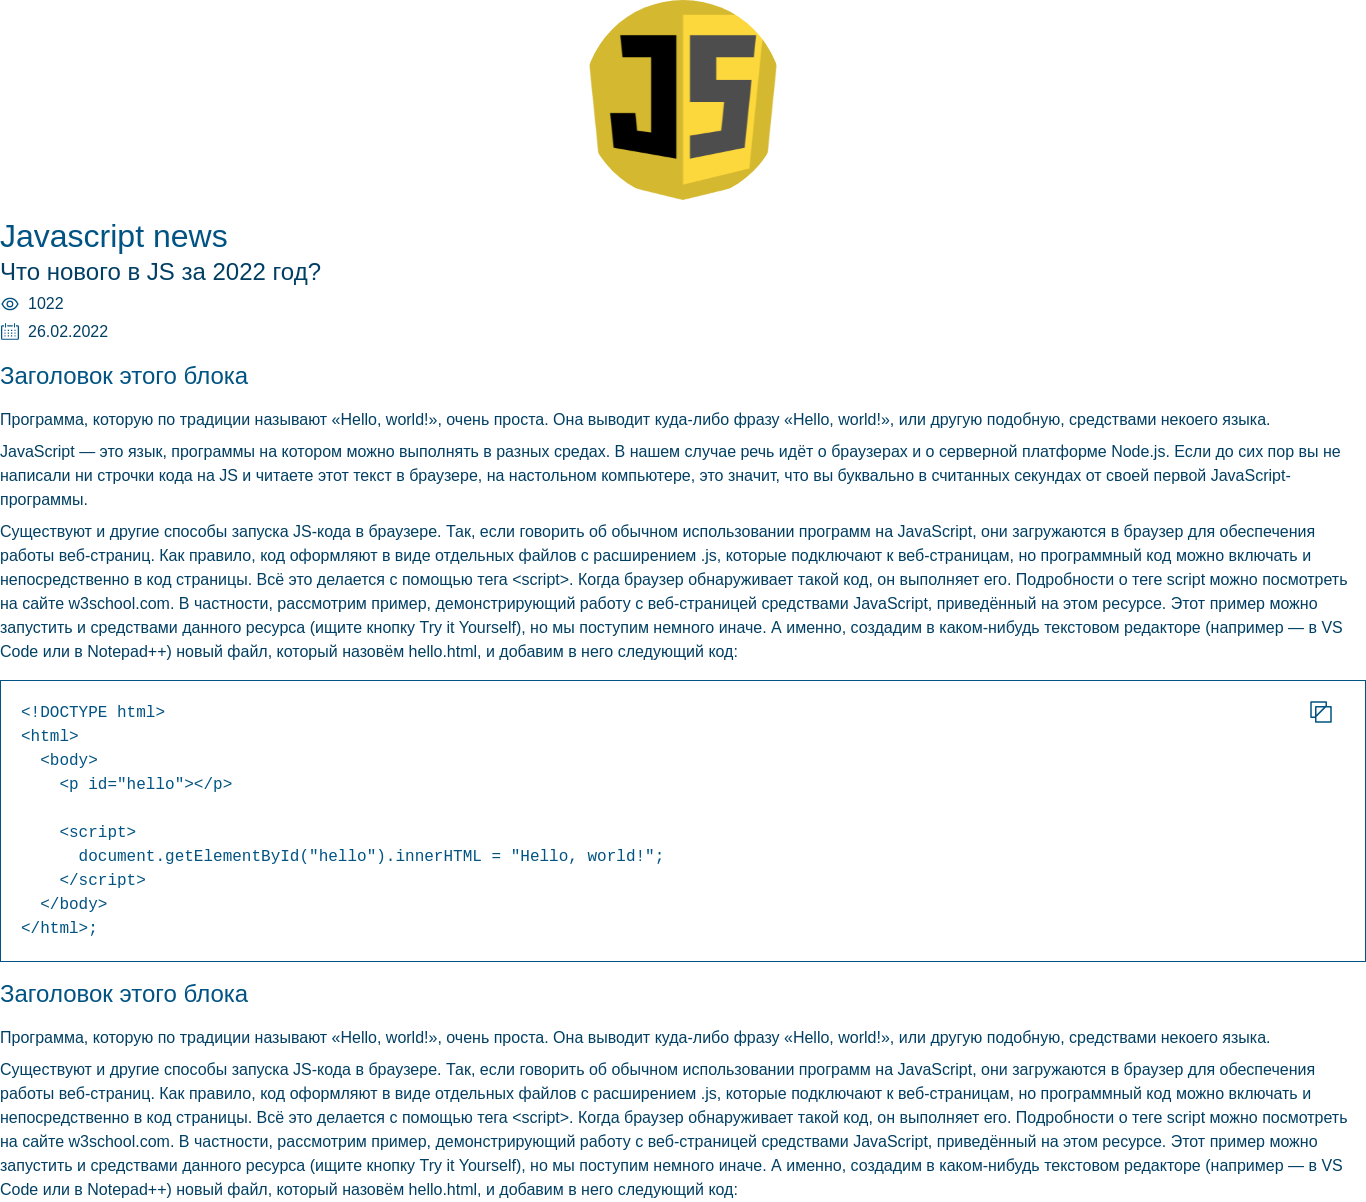 JS
Javascript news
Что нового в JS за 2022 год?
1022
26.02.2022
Заголовок этого блока
Программа, которую по традиции называют «Hello, world!», очень проста. Она выводит куда-либо фразу «Hello, world!», или другую подобную, средствами некоего языка.
JavaScript — это язык, программы на котором можно выполнять в разных средах. В нашем случае речь идёт о браузерах и о серверной платформе Node.js. Если до сих пор вы не
написали ни строчки кода на JS и читаете этот текст в браузере, на настольном компьютере, это значит, что вы буквально в считанных секундах от своей первой JavaScript-
программы.
Существуют и другие способы запуска JS-кода в браузере. Так, если говорить об обычном использовании программ на JavaScript, они загружаются в браузер для обеспечения
работы веб-страниц. Как правило, код оформляют в виде отдельных файлов с расширением .js, которые подключают к веб-страницам, но программный код можно включать и
непосредственно в код страницы. Всё это делается с помощью тега <script>. Когда браузер обнаруживает такой код, он выполняет его. Подробности о теге script можно посмотреть
на сайте w3school.com. В частности, рассмотрим пример, демонстрирующий работу с веб-страницей средствами JavaScript, приведённый на этом ресурсе. Этот пример можно
запустить и средствами данного ресурса (ищите кнопку Try it Yourself), но мы поступим немного иначе. А именно, создадим в каком-нибудь текстовом редакторе (например — в VS
Code или в Notepad++) новый файл, который назовём hello.html, и добавим в него следующий код:
<!DOCTYPE html>
<html>
  <body>
    <p id="hello"></p>

    <script>
      document.getElementById("hello").innerHTML = "Hello, world!";
    </script>
  </body>
</html>;
Заголовок этого блока
Программа, которую по традиции называют «Hello, world!», очень проста. Она выводит куда-либо фразу «Hello, world!», или другую подобную, средствами некоего языка.
Существуют и другие способы запуска JS-кода в браузере. Так, если говорить об обычном использовании программ на JavaScript, они загружаются в браузер для обеспечения
работы веб-страниц. Как правило, код оформляют в виде отдельных файлов с расширением .js, которые подключают к веб-страницам, но программный код можно включать и
непосредственно в код страницы. Всё это делается с помощью тега <script>. Когда браузер обнаруживает такой код, он выполняет его. Подробности о теге script можно посмотреть
на сайте w3school.com. В частности, рассмотрим пример, демонстрирующий работу с веб-страницей средствами JavaScript, приведённый на этом ресурсе. Этот пример можно
запустить и средствами данного ресурса (ищите кнопку Try it Yourself), но мы поступим немного иначе. А именно, создадим в каком-нибудь текстовом редакторе (например — в VS
Code или в Notepad++) новый файл, который назовём hello.html, и добавим в него следующий код: